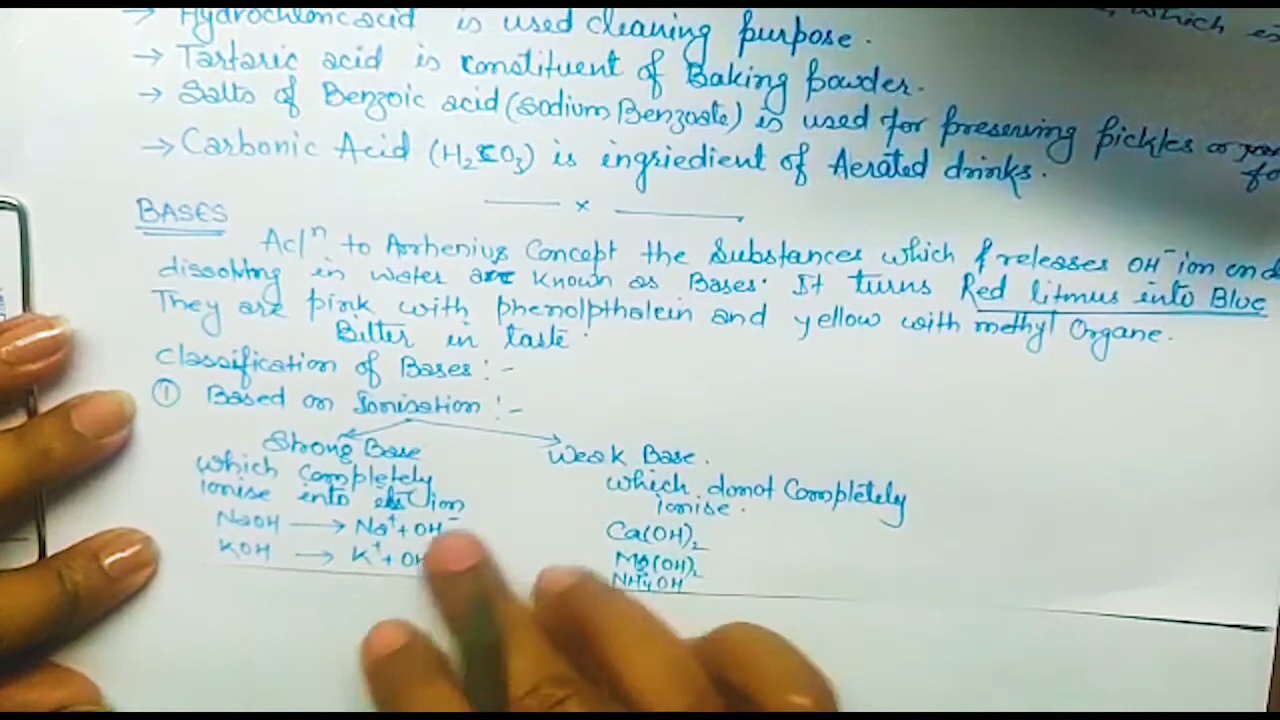 → Hydrochloric acid is used cleaning purpose.
which is
→ Tartaric acid is constituent of Baking powder.
→ Salts of Benzoic acid (sodium Benzoate) is used for preserving pickles or
→ Carbonic Acid (H₂CO₃) is ingriedient of Aerated drinks.
fo
x
BASES
Aclⁿ to Arrhenius Concept the substances which releases OH⁻ ion and
dissolving in water are known as Bases. It turns Red litmus into Blue
They are pink with phenolpthalein and yellow with methyl Organe.
Bitter in taste.
Classification of Bases :-
① Based on Ionisation :-
Strong Base
Weak Base.
which completely
ionise into ion
which donot Completely
ionise.
NaOH → Na⁺ + OH⁻
KOH → K⁺ + OH
Ca(OH)₂
Mg(OH)₂
NH₄OH